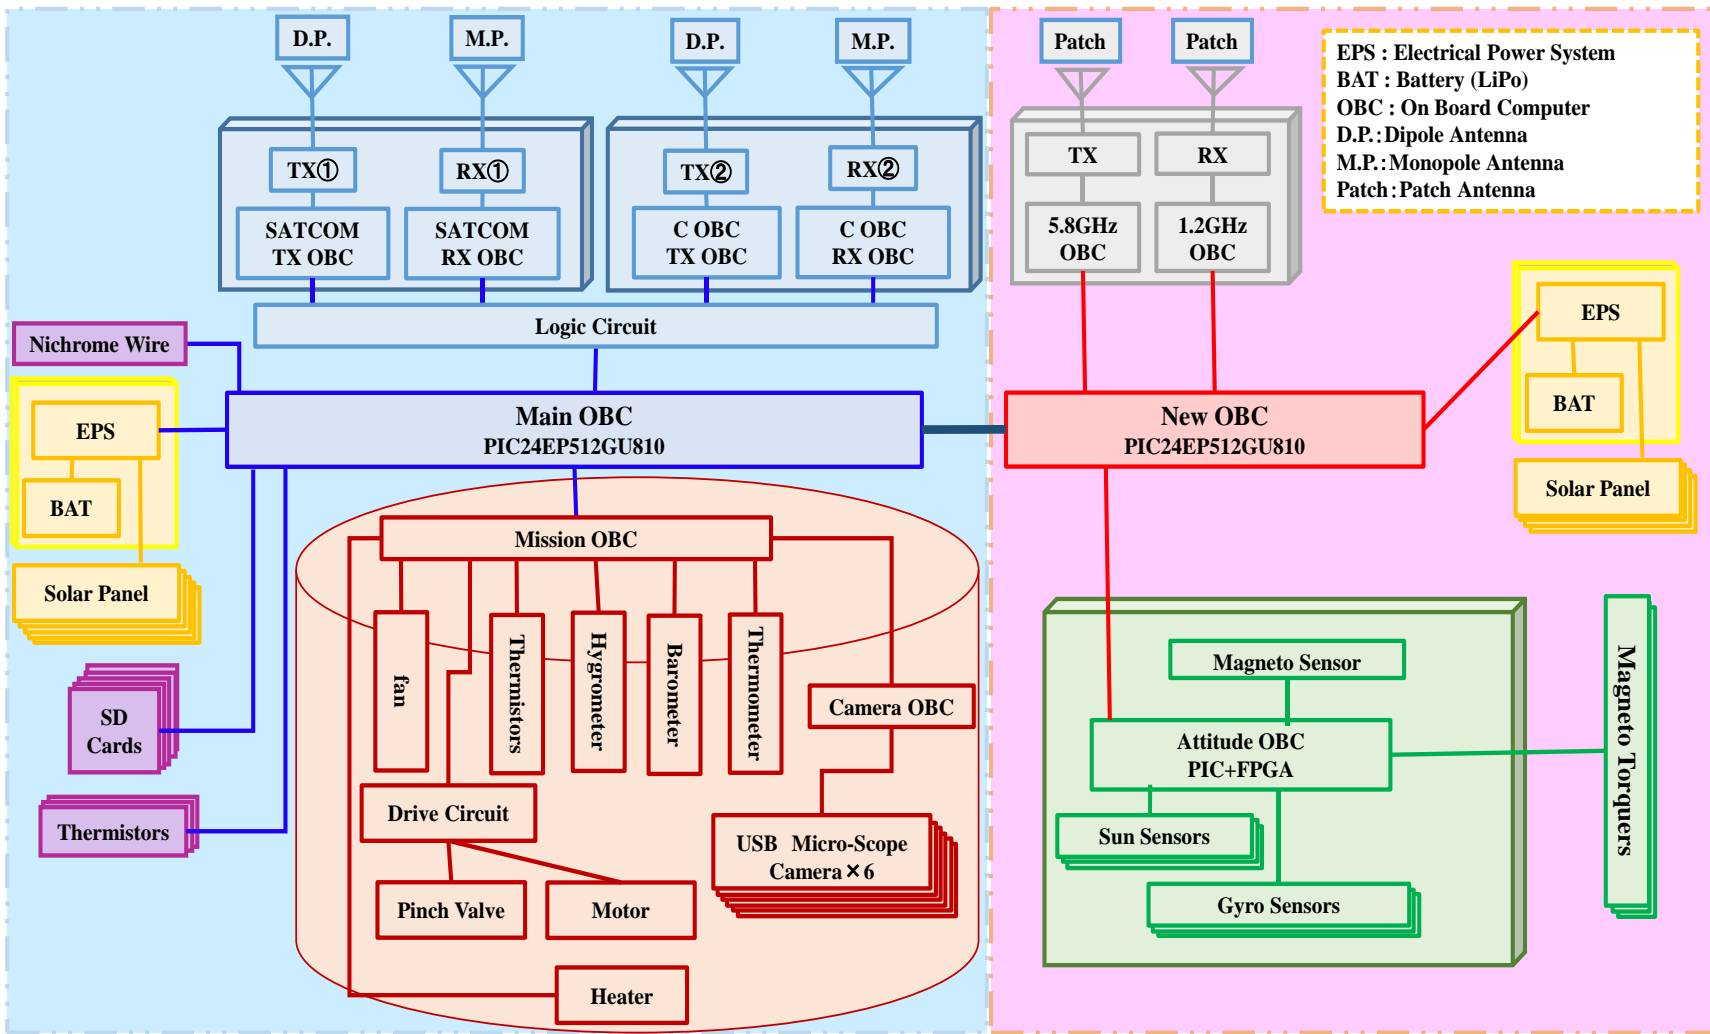 D.P.
M.P.
D.P.
M.P.
Patch
Patch
EPS : Electrical Power System
BAT : Battery (LiPo)
OBC : On Board Computer
D.P.:Dipole Antenna
M.P.:Monopole Antenna
Patch:Patch Antenna
TX①
RX①
TX②
RX②
TX
RX
SATCOM
TX OBC
SATCOM
RX OBC
C OBC
TX OBC
C OBC
RX OBC
5.8GHz
OBC
1.2GHz
OBC
Logic Circuit
Nichrome Wire
EPS
BAT
Solar Panel
Main OBC
PIC24EP512GU810
New OBC
PIC24EP512GU810
EPS
BAT
Solar Panel
SD
Cards
Thermistors
Mission OBC
fan
Thermistors
Hygrometer
Barometer
Thermometer
Camera OBC
Drive Circuit
USB Micro-Scope
Camera×6
Pinch Valve
Motor
Heater
Magneto Sensor
Attitude OBC
PIC+FPGA
Sun Sensors
Gyro Sensors
Magneto Torquers